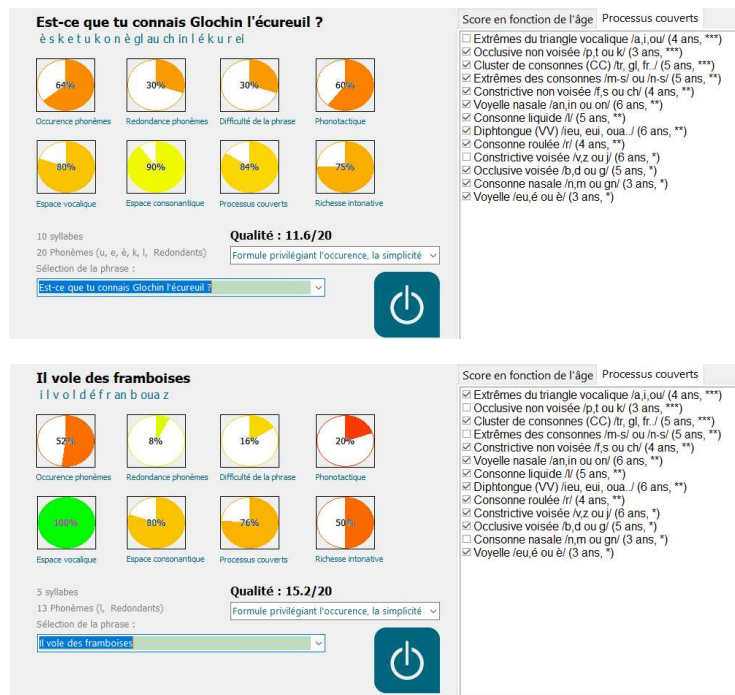 Est-ce que tu connais Glochin l'écureuil ?
è s k e t u k o n è gl au ch in l é k u r ei
64% 30% 30% 60%
Occurence phonèmes Redondance phonèmes Difficulté de la phrase Phonotactique
80% 90% 84% 75%
Espace vocalique Espace consonantique Processus couverts Richesse intonative
10 syllabes
20 Phonèmes (u, e, è, k, l, Redondants)
Sélection de la phrase :
Est-ce que tu connais Glochin l'écureuil ?
Qualité : 11.6/20
Formule privilégiant l'occurence, la simplicité
Score en fonction de l'âge Processus couverts
Extrêmes du triangle vocalique /a,i,ou/ (4 ans, ***)
Occlusive non voisée /p,t ou k/ (3 ans, ***)
Cluster de consonnes (CC) /tr, gl, fr../ (5 ans, ***)
Extrêmes des consonnes /m-s/ ou /n-s/ (5 ans, **)
Constrictive non voisée /f,s ou ch/ (4 ans, **)
Voyelle nasale /an,in ou on/ (6 ans, **)
Consonne liquide /l/ (5 ans, **)
Diphtongue (VV) /ieu, eui, oua../ (6 ans, **)
Consonne roulée /r/ (4 ans, **)
Constrictive voisée /v,z ou j/ (6 ans, *)
Occlusive voisée /b,d ou g/ (5 ans, *)
Consonne nasale /n,m ou gn/ (3 ans, *)
Voyelle /eu,é ou è/ (3 ans, *)
Il vole des framboises
i l v o l d é f r an b oua z
52% 8% 16% 20%
Occurence phonèmes Redondance phonèmes Difficulté de la phrase Phonotactique
100% 80% 76% 50%
Espace vocalique Espace consonantique Processus couverts Richesse intonative
5 syllabes
13 Phonèmes (l, Redondants)
Sélection de la phrase :
Il vole des framboises
Qualité : 15.2/20
Formule privilégiant l'occurence, la simplicité
Score en fonction de l'âge Processus couverts
Extrêmes du triangle vocalique /a,i,ou/ (4 ans, ***)
Occlusive non voisée /p,t ou k/ (3 ans, ***)
Cluster de consonnes (CC) /tr, gl, fr../ (5 ans, ***)
Extrêmes des consonnes /m-s/ ou /n-s/ (5 ans, **)
Constrictive non voisée /f,s ou ch/ (4 ans, **)
Voyelle nasale /an,in ou on/ (6 ans, **)
Consonne liquide /l/ (5 ans, **)
Diphtongue (VV) /ieu, eui, oua../ (6 ans, **)
Consonne roulée /r/ (4 ans, **)
Constrictive voisée /v,z ou j/ (6 ans, *)
Occlusive voisée /b,d ou g/ (5 ans, *)
Consonne nasale /n,m ou gn/ (3 ans, *)
Voyelle /eu,é ou è/ (3 ans, *)